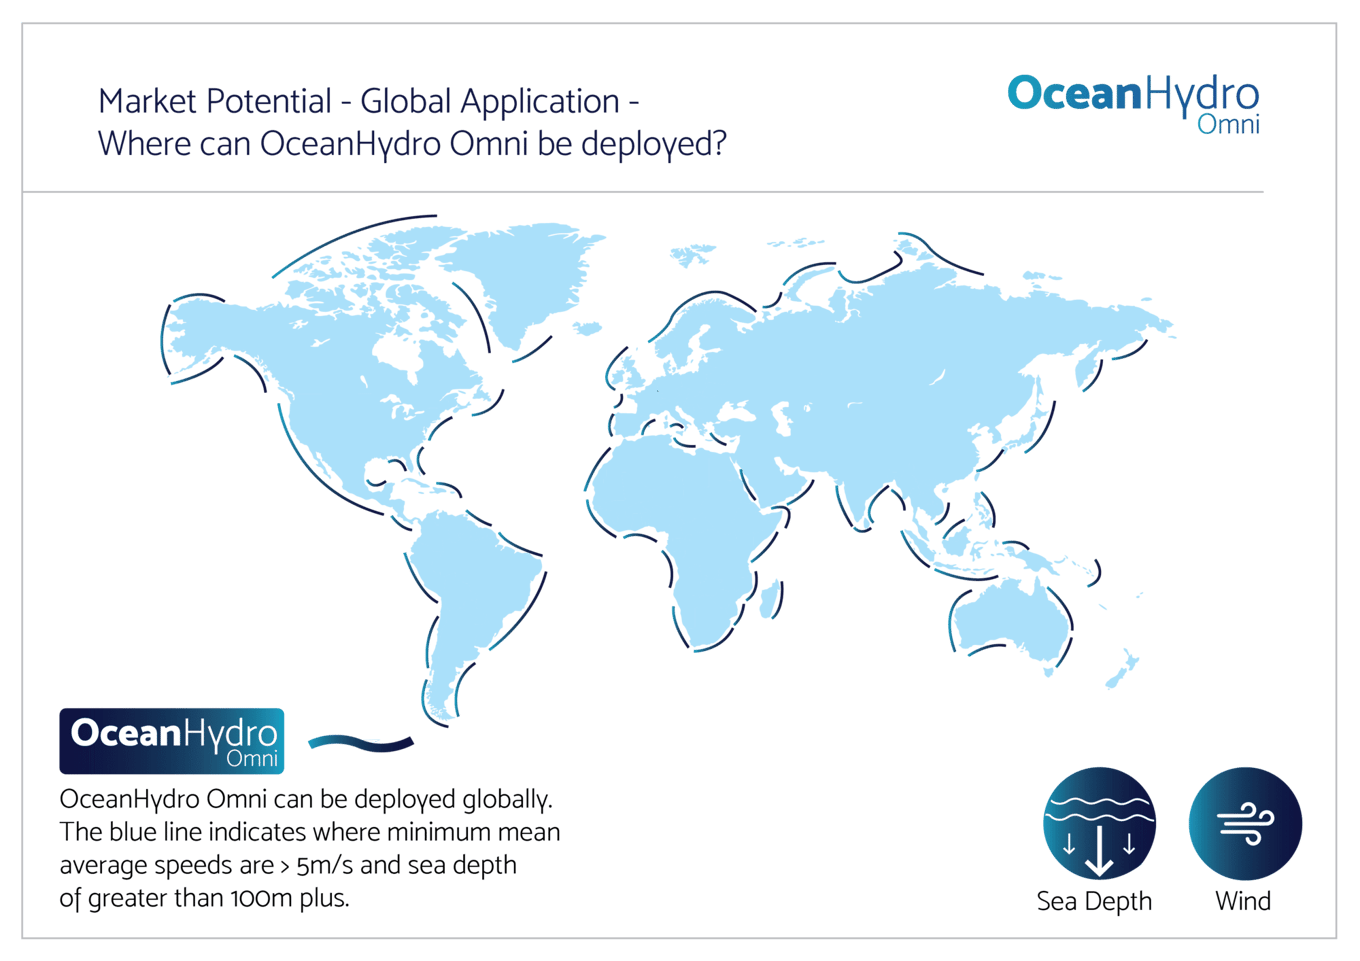 Market Potential - Global Application -
Where can OceanHydro Omni be deployed?
OceanHydro
Omni
OceanHydro
Omni
OceanHydro Omni can be deployed globally.
The blue line indicates where minimum mean
average speeds are > 5m/s and sea depth
of greater than 100m plus.
Sea Depth
Wind